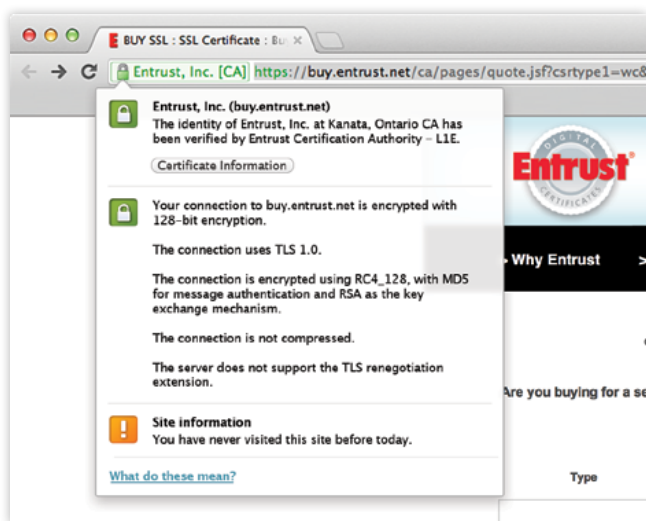 BUY SSL : SSL Certificate : Bu
Entrust, Inc. [CA] https://buy.entrust.net/ca/pages/quote.jsf?csrtype1=wc&
Entrust, Inc. (buy.entrust.net)
The identity of Entrust, Inc. at Kanata, Ontario CA has
been verified by Entrust Certification Authority – L1E.
Certificate Information
Your connection to buy.entrust.net is encrypted with
128-bit encryption.
The connection uses TLS 1.0.
The connection is encrypted using RC4_128, with MD5
for message authentication and RSA as the key
exchange mechanism.
The connection is not compressed.
The server does not support the TLS renegotiation
extension.
Site information
You have never visited this site before today.
What do these mean?
DIGITAL
Entrust®
CERTIFICATES
> Why Entrust >
Are you buying for a se
Type